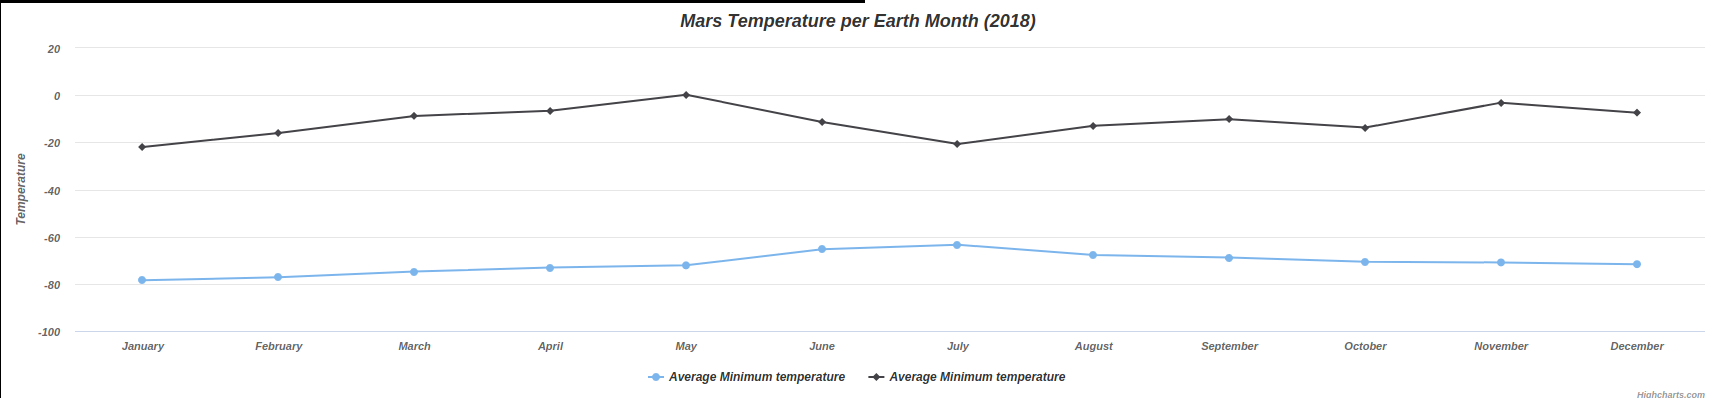 Mars Temperature per Earth Month (2018)
Temperature
20
0
-20
-40
-60
-80
-100
January February March April May June July August September October November December
Average Minimum temperature Average Minimum temperature
Highcharts.com